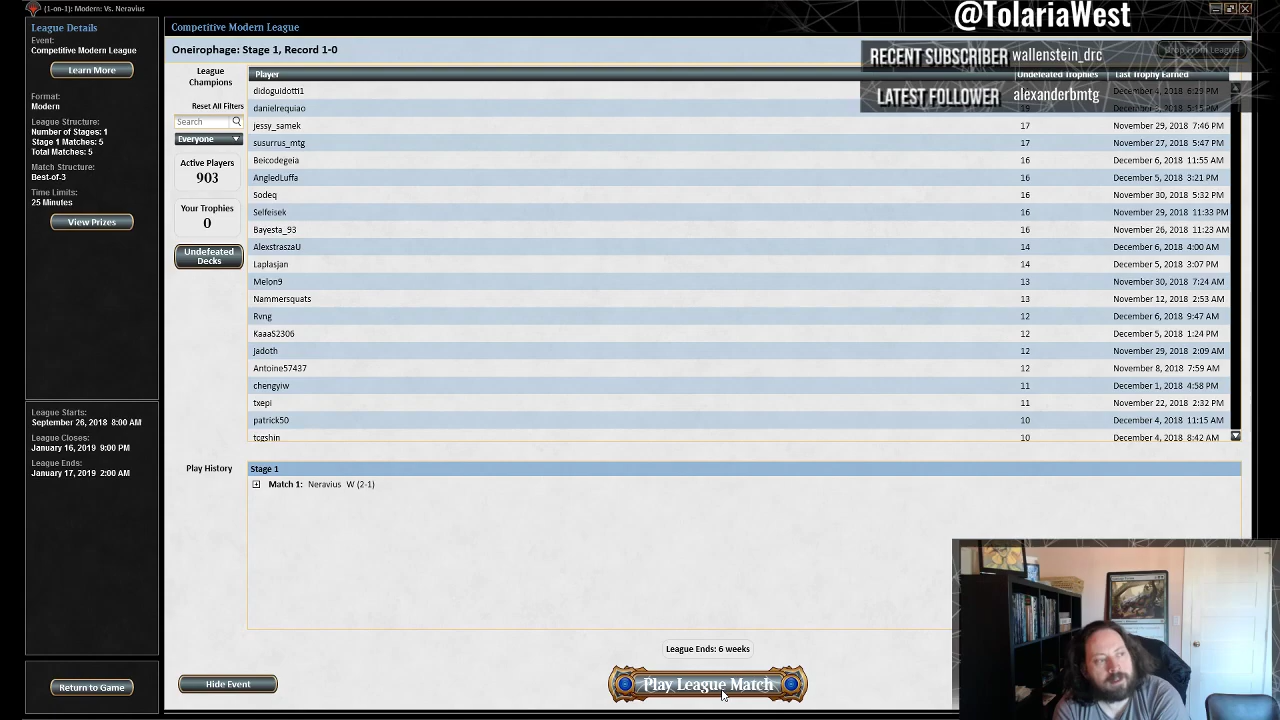 (1-on-1): Modern: Vs. Neravius
@TolariaWest
RECENT SUBSCRIBER wallenstein_drc
LATEST FOLLOWER alexanderbmtg
League Details
Event:
Competitive Modern League
Learn More
Format:
Modern
League Structure:
Number of Stages: 1
Stage 1 Matches: 5
Total Matches: 5
Match Structure:
Best-of-3
Time Limits:
25 Minutes
View Prizes
League Starts:
September 26, 2018 8:00 AM
League Closes:
January 16, 2019 9:00 PM
League Ends:
January 17, 2019 2:00 AM
Return to Game
Competitive Modern League
Oneirophage: Stage 1, Record 1-0
Drop From League
League
Champions
Reset All Filters
Search
Everyone
Active Players
903
Your Trophies
0
Undefeated
Decks
Player Undefeated Trophies Last Trophy Earned
didoguidotti1 December 4, 2018 6:29 PM
danielrequiao 19 December 3, 2018 5:15 PM
jessy_samek 17 November 29, 2018 7:46 PM
susurrus_mtg 17 November 27, 2018 5:47 PM
Beicodegeia 16 December 6, 2018 11:55 AM
AngledLuffa 16 December 5, 2018 3:21 PM
Sodeq 16 November 30, 2018 5:32 PM
Selfeisek 16 November 29, 2018 11:33 PM
Bayesta_93 16 November 26, 2018 11:23 AM
AlexstraszaU 14 December 6, 2018 4:00 AM
Laplasjan 14 December 5, 2018 3:07 PM
Melon9 13 November 30, 2018 7:24 AM
Nammersquats 13 November 12, 2018 2:53 AM
Rvng 12 December 6, 2018 9:47 AM
KaaaS2306 12 December 5, 2018 1:24 PM
Jadoth 12 November 29, 2018 2:09 AM
Antoine57437 12 November 8, 2018 7:59 AM
chengyiw 11 December 1, 2018 4:58 PM
txepi 11 November 22, 2018 2:32 PM
patrick50 10 December 4, 2018 11:15 AM
tcgshin 10 December 4, 2018 8:42 AM
Play History
Stage 1
Match 1: Neravius W (2-1)
League Ends: 6 weeks
Hide Event
Play League Match